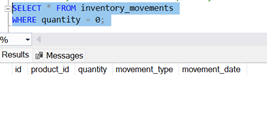 SELECT * FROM inventory_movements
WHERE quantity = 0;
%
Results Messages
id product_id quantity movement_type movement_date